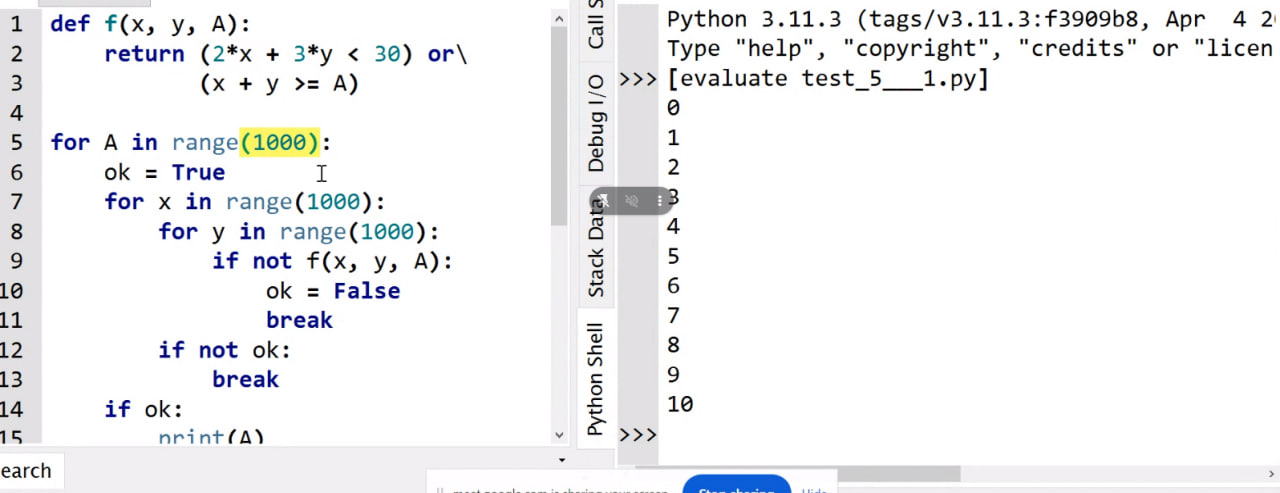 1 def f(x, y, A):
2     return (2*x + 3*y < 30) or\
3            (x + y >= A)
4
5 for A in range(1000):
6     ok = True
7     for x in range(1000):
8         for y in range(1000):
9             if not f(x, y, A):
10                 ok = False
11                 break
12         if not ok:
13             break
14     if ok:
15         print(A)
earch
Call S
Debug I/O
Stack Data
Python Shell
Python 3.11.3 (tags/v3.11.3:f3909b8, Apr  4 2
Type "help", "copyright", "credits" or "licen
>>> [evaluate test_5___1.py]
0
1
2
3
4
5
6
7
8
9
10
>>>
meet.google.com is sharing your screen.
Stop sharing
Hide